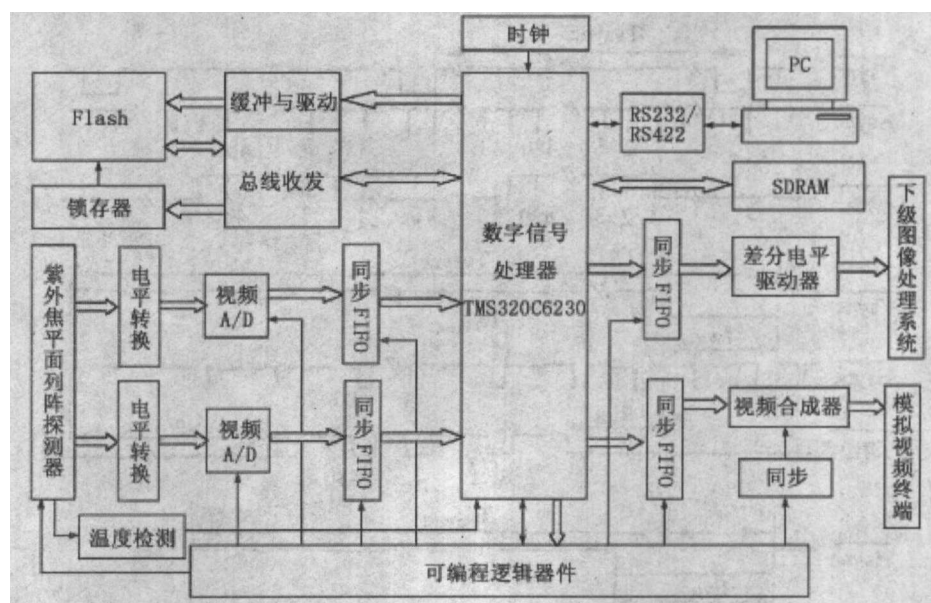 时钟
PC
Flash
缓冲与驱动
总线收发
锁存器
RS232/
RS422
SDRAM
数字信号
处理器
TMS320C6230
紫外焦平面列阵探测器
电平转换
视频
A/D
同步FIFO
电平转换
视频
A/D
同步FIFO
同步FIFO
差分电平
驱动器
下级图像处理系统
同步FIFO
视频合成器
模拟视频终端
同步
温度检测
可编程逻辑器件